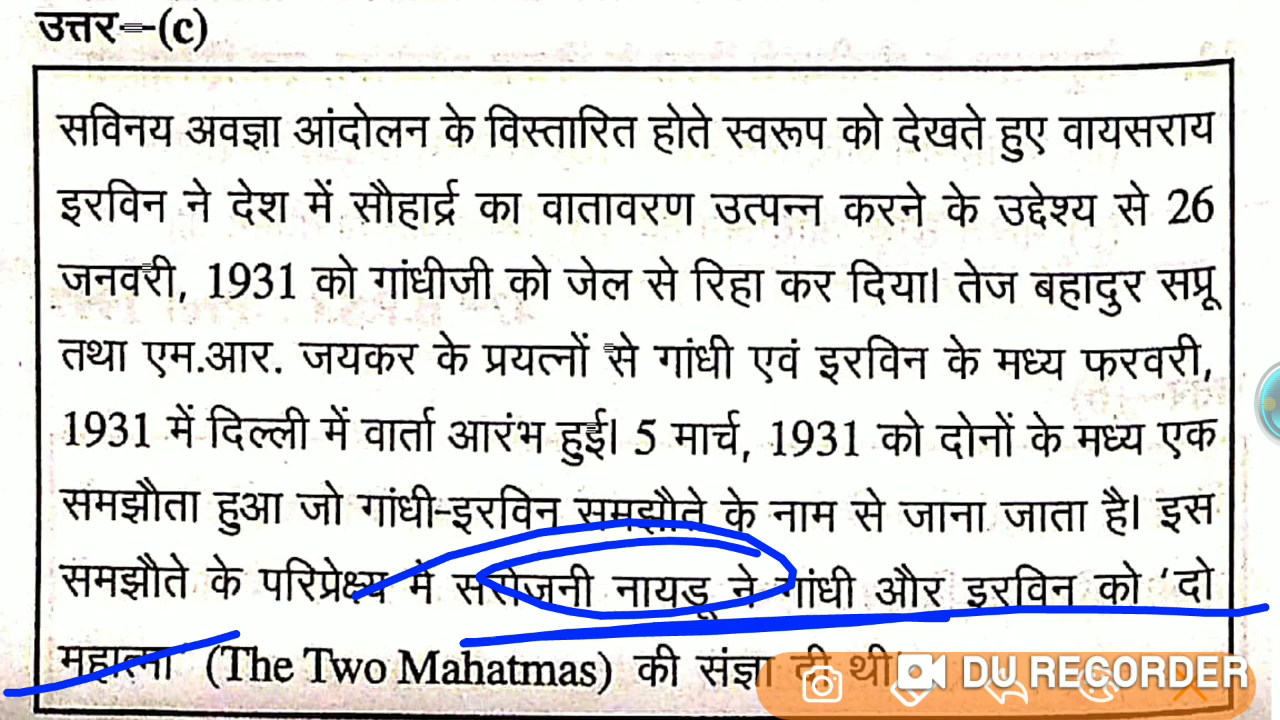 उत्तर—(c)
सविनय अवज्ञा आंदोलन के विस्तारित होते स्वरूप को देखते हुए वायसराय
इरविन ने देश में सौहार्द्र का वातावरण उत्पन्न करने के उद्देश्य से 26
जनवरी, 1931 को गांधीजी को जेल से रिहा कर दिया। तेज बहादुर सप्रू
तथा एम.आर. जयकर के प्रयत्नों से गांधी एवं इरविन के मध्य फरवरी,
1931 में दिल्ली में वार्ता आरंभ हुई। 5 मार्च, 1931 को दोनों के मध्य एक
समझौता हुआ जो गांधी-इरविन समझौते के नाम से जाना जाता है। इस
समझौते के परिप्रेक्ष्य में सरोजनी नायडू ने गांधी और इरविन को ‘दो
महात्मा’ (The Two Mahatmas) की संज्ञा दी थी।
DU RECORDER